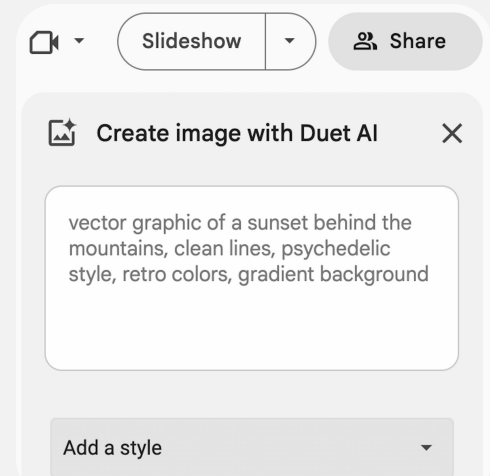 Slideshow
Share
Create image with Duet AI
vector graphic of a sunset behind the
mountains, clean lines, psychedelic
style, retro colors, gradient background
Add a style